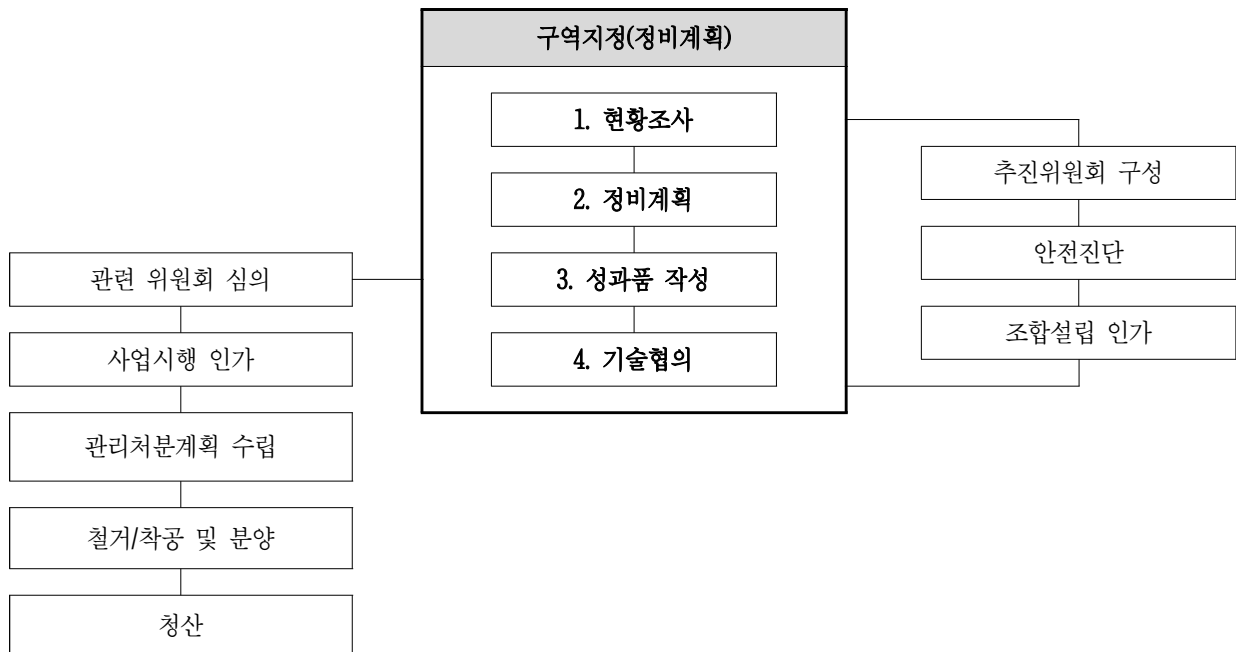 구역지정(정비계획)
1. 현황조사
2. 정비계획
3. 성과품 작성
4. 기술협의
추진위원회 구성
안전진단
조합설립 인가
관련 위원회 심의
사업시행 인가
관리처분계획 수립
철거/착공 및 분양
청산